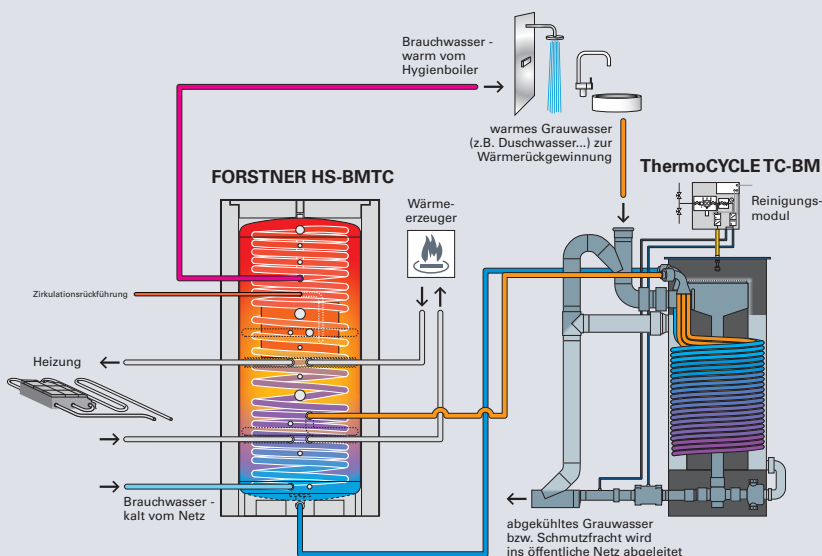 Brauchwasser -
warm vom
Hygienboiler
warmes Grauwasser
(z.B. Duschwasser...) zur
Wärmerückgewinnung
ThermoCYCLE TC-BM
FORSTNER HS-BMTC
Wärme-
erzeuger
Reinigungs-
modul
Zirkulationsrückführung
Heizung
Brauchwasser -
kalt vom Netz
abgekühltes Grauwasser
bzw. Schmutzfracht wird
ins öffentliche Netz abgeleitet